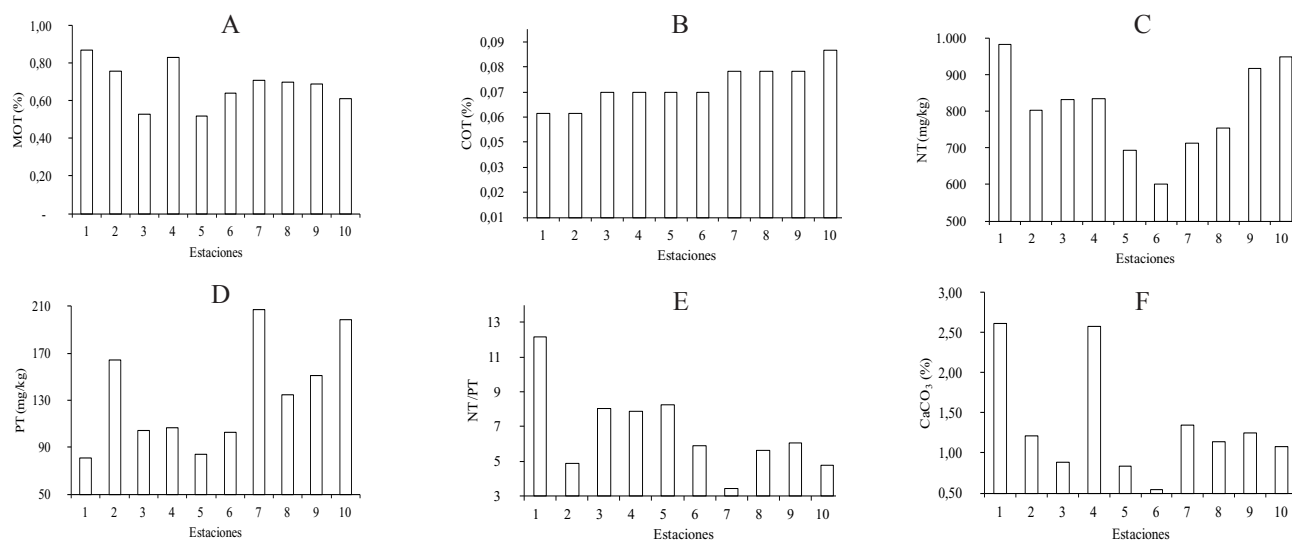 A
1,00
0,80
0,60
0,40
0,20
-
MOT (%)
1 2 3 4 5 6 7 8 9 10
Estaciones
B
0,09
0,08
0,07
0,06
0,05
0,03
0,02
0,01
COT (%)
1 2 3 4 5 6 7 8 9 10
Estaciones
C
1.000
900
800
700
600
500
NT (mg/kg)
1 2 3 4 5 6 7 8 9 10
Estaciones
D
210
170
130
90
50
PT (mg/kg)
1 2 3 4 5 6 7 8 9 10
Estaciones
E
13
11
9
7
5
3
NT/PT
1 2 3 4 5 6 7 8 9 10
Estaciones
F
3,00
2,50
2,00
1,50
1,00
0,50
CaCO₃ (%)
1 2 3 4 5 6 7 8 9 10
Estaciones